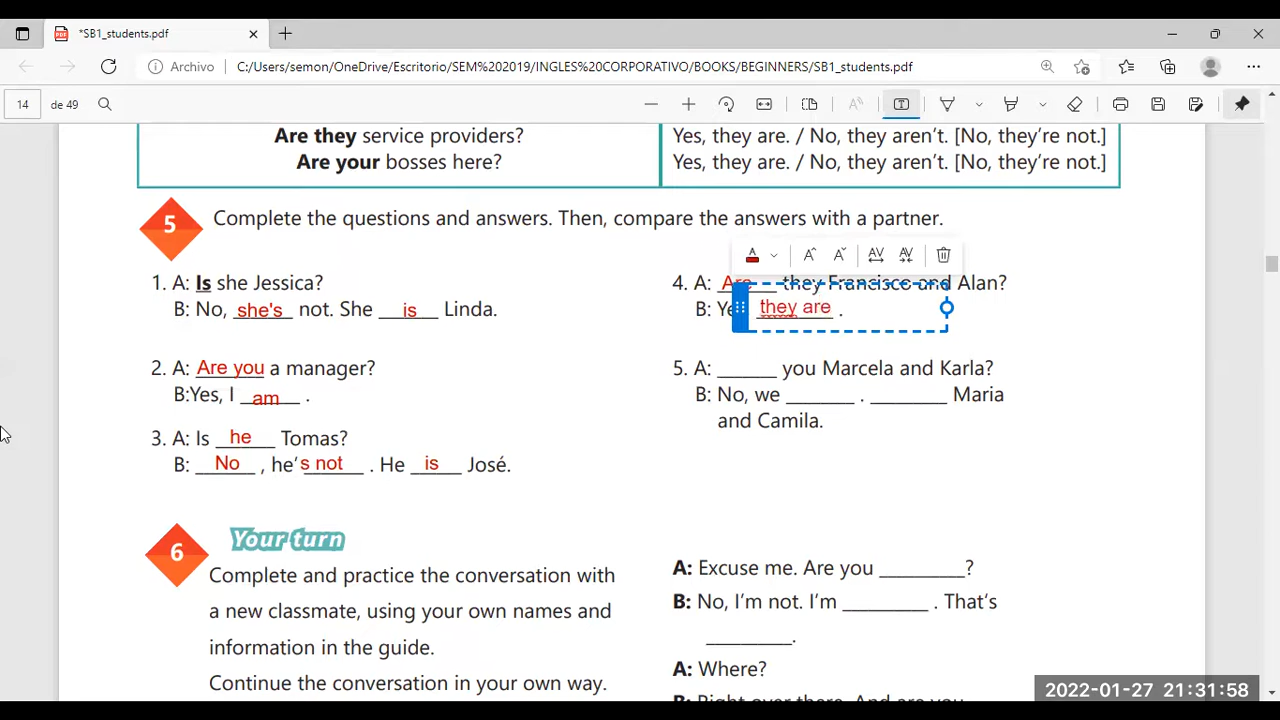 *SB1_students.pdf
Archivo
C:/Users/semon/OneDrive/Escritorio/SEM%202019/INGLES%20CORPORATIVO/BOOKS/BEGINNERS/SB1_students.pdf
14 de 49
Are they service providers?
Yes, they are. / No, they aren't. [No, they're not.]
Are your bosses here?
Yes, they are. / No, they aren't. [No, they're not.]
5 Complete the questions and answers. Then, compare the answers with a partner.
1. A: Is she Jessica?
B: No, she's not. She is Linda.
2. A: Are you a manager?
B:Yes, I am .
3. A: Is he Tomas?
B: No , he's not . He is José.
4. A: Are they Francisco and Alan?
B: Ye they are .
5. A: ______ you Marcela and Karla?
B: No, we _______ . ________ Maria
and Camila.
6 Your turn
Complete and practice the conversation with
a new classmate, using your own names and
information in the guide.
Continue the conversation in your own way.
A: Excuse me. Are you _________?
B: No, I'm not. I'm _________ . That's
_________.
A: Where?
B: Right over there. And are you
2022-01-27 21:31:58